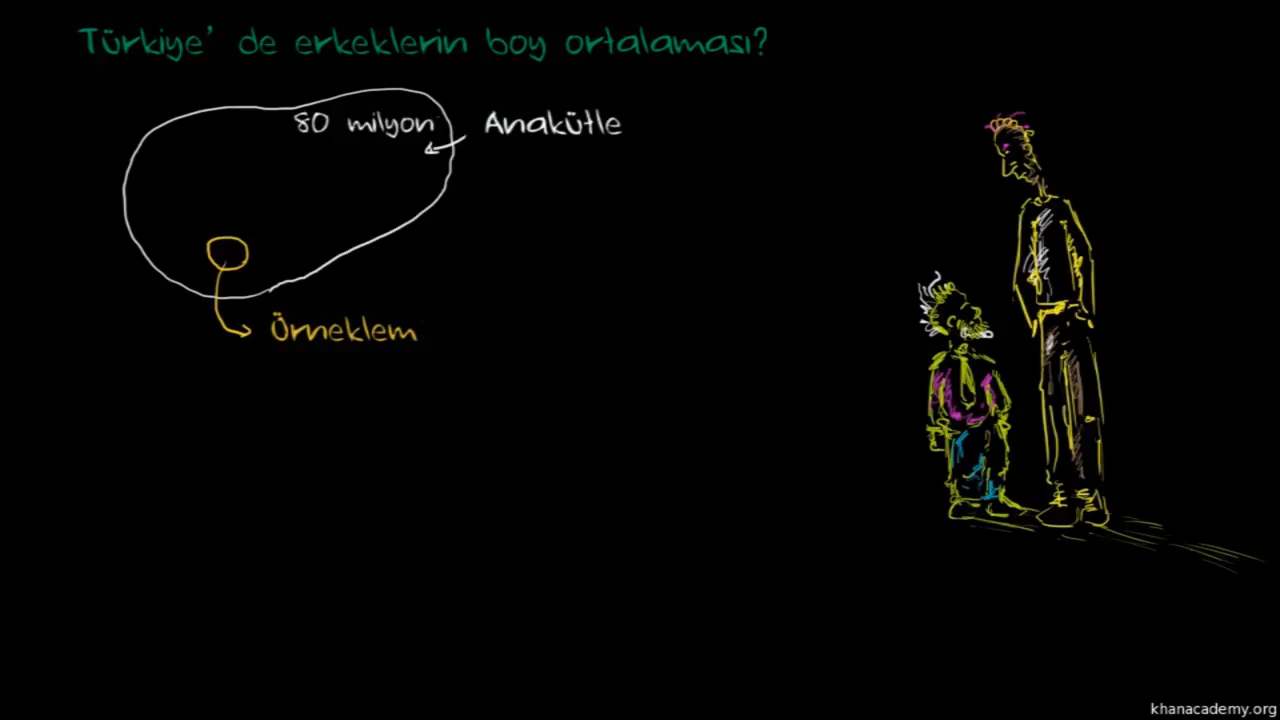 Türkiye' de erkeklerin boy ortalaması?
80 milyon
Anakütle
Örneklem
khanacademy.org